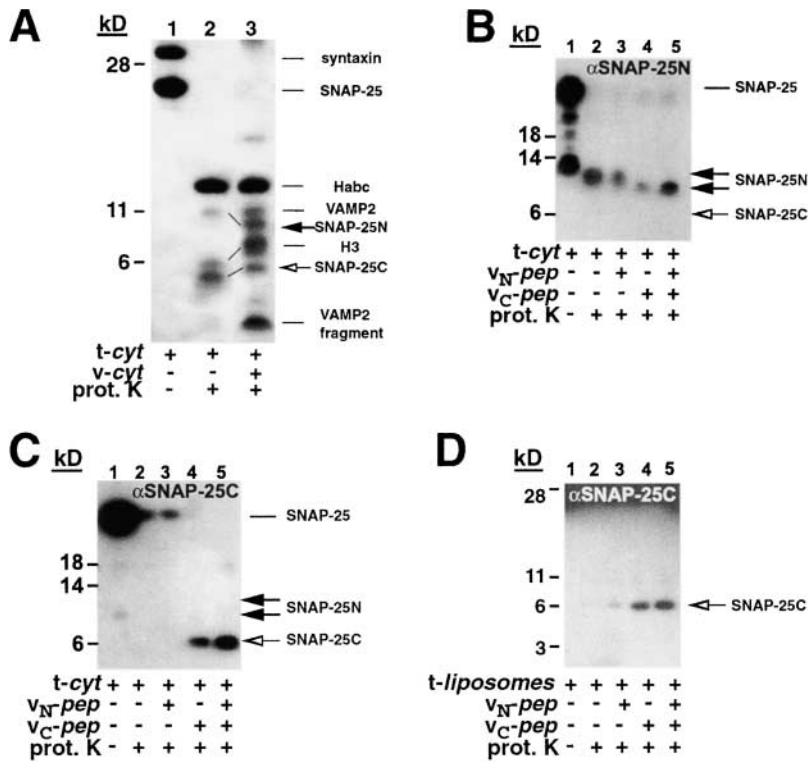 A
kD 1 2 3
syntaxin
28
SNAP-25
Habc
11
VAMP2
SNAP-25N
H3
6
SNAP-25C
VAMP2
fragment
t-cyt + + +
v-cyt - - +
prot. K - + +
B
kD 1 2 3 4 5
αSNAP-25N
SNAP-25
18
14
SNAP-25N
6
SNAP-25C
t-cyt + + + + +
vN-pep - - + - +
vC-pep - - - + +
prot. K - + + + +
C
kD 1 2 3 4 5
αSNAP-25C
SNAP-25
18
14
SNAP-25N
6
SNAP-25C
t-cyt + + + + +
vN-pep - - + - +
vC-pep - - - + +
prot. K - + + + +
D
kD 1 2 3 4 5
28
αSNAP-25C
11
6
SNAP-25C
3
t-liposomes + + + + +
vN-pep - - + - +
vC-pep - - - + +
prot. K - + + + +